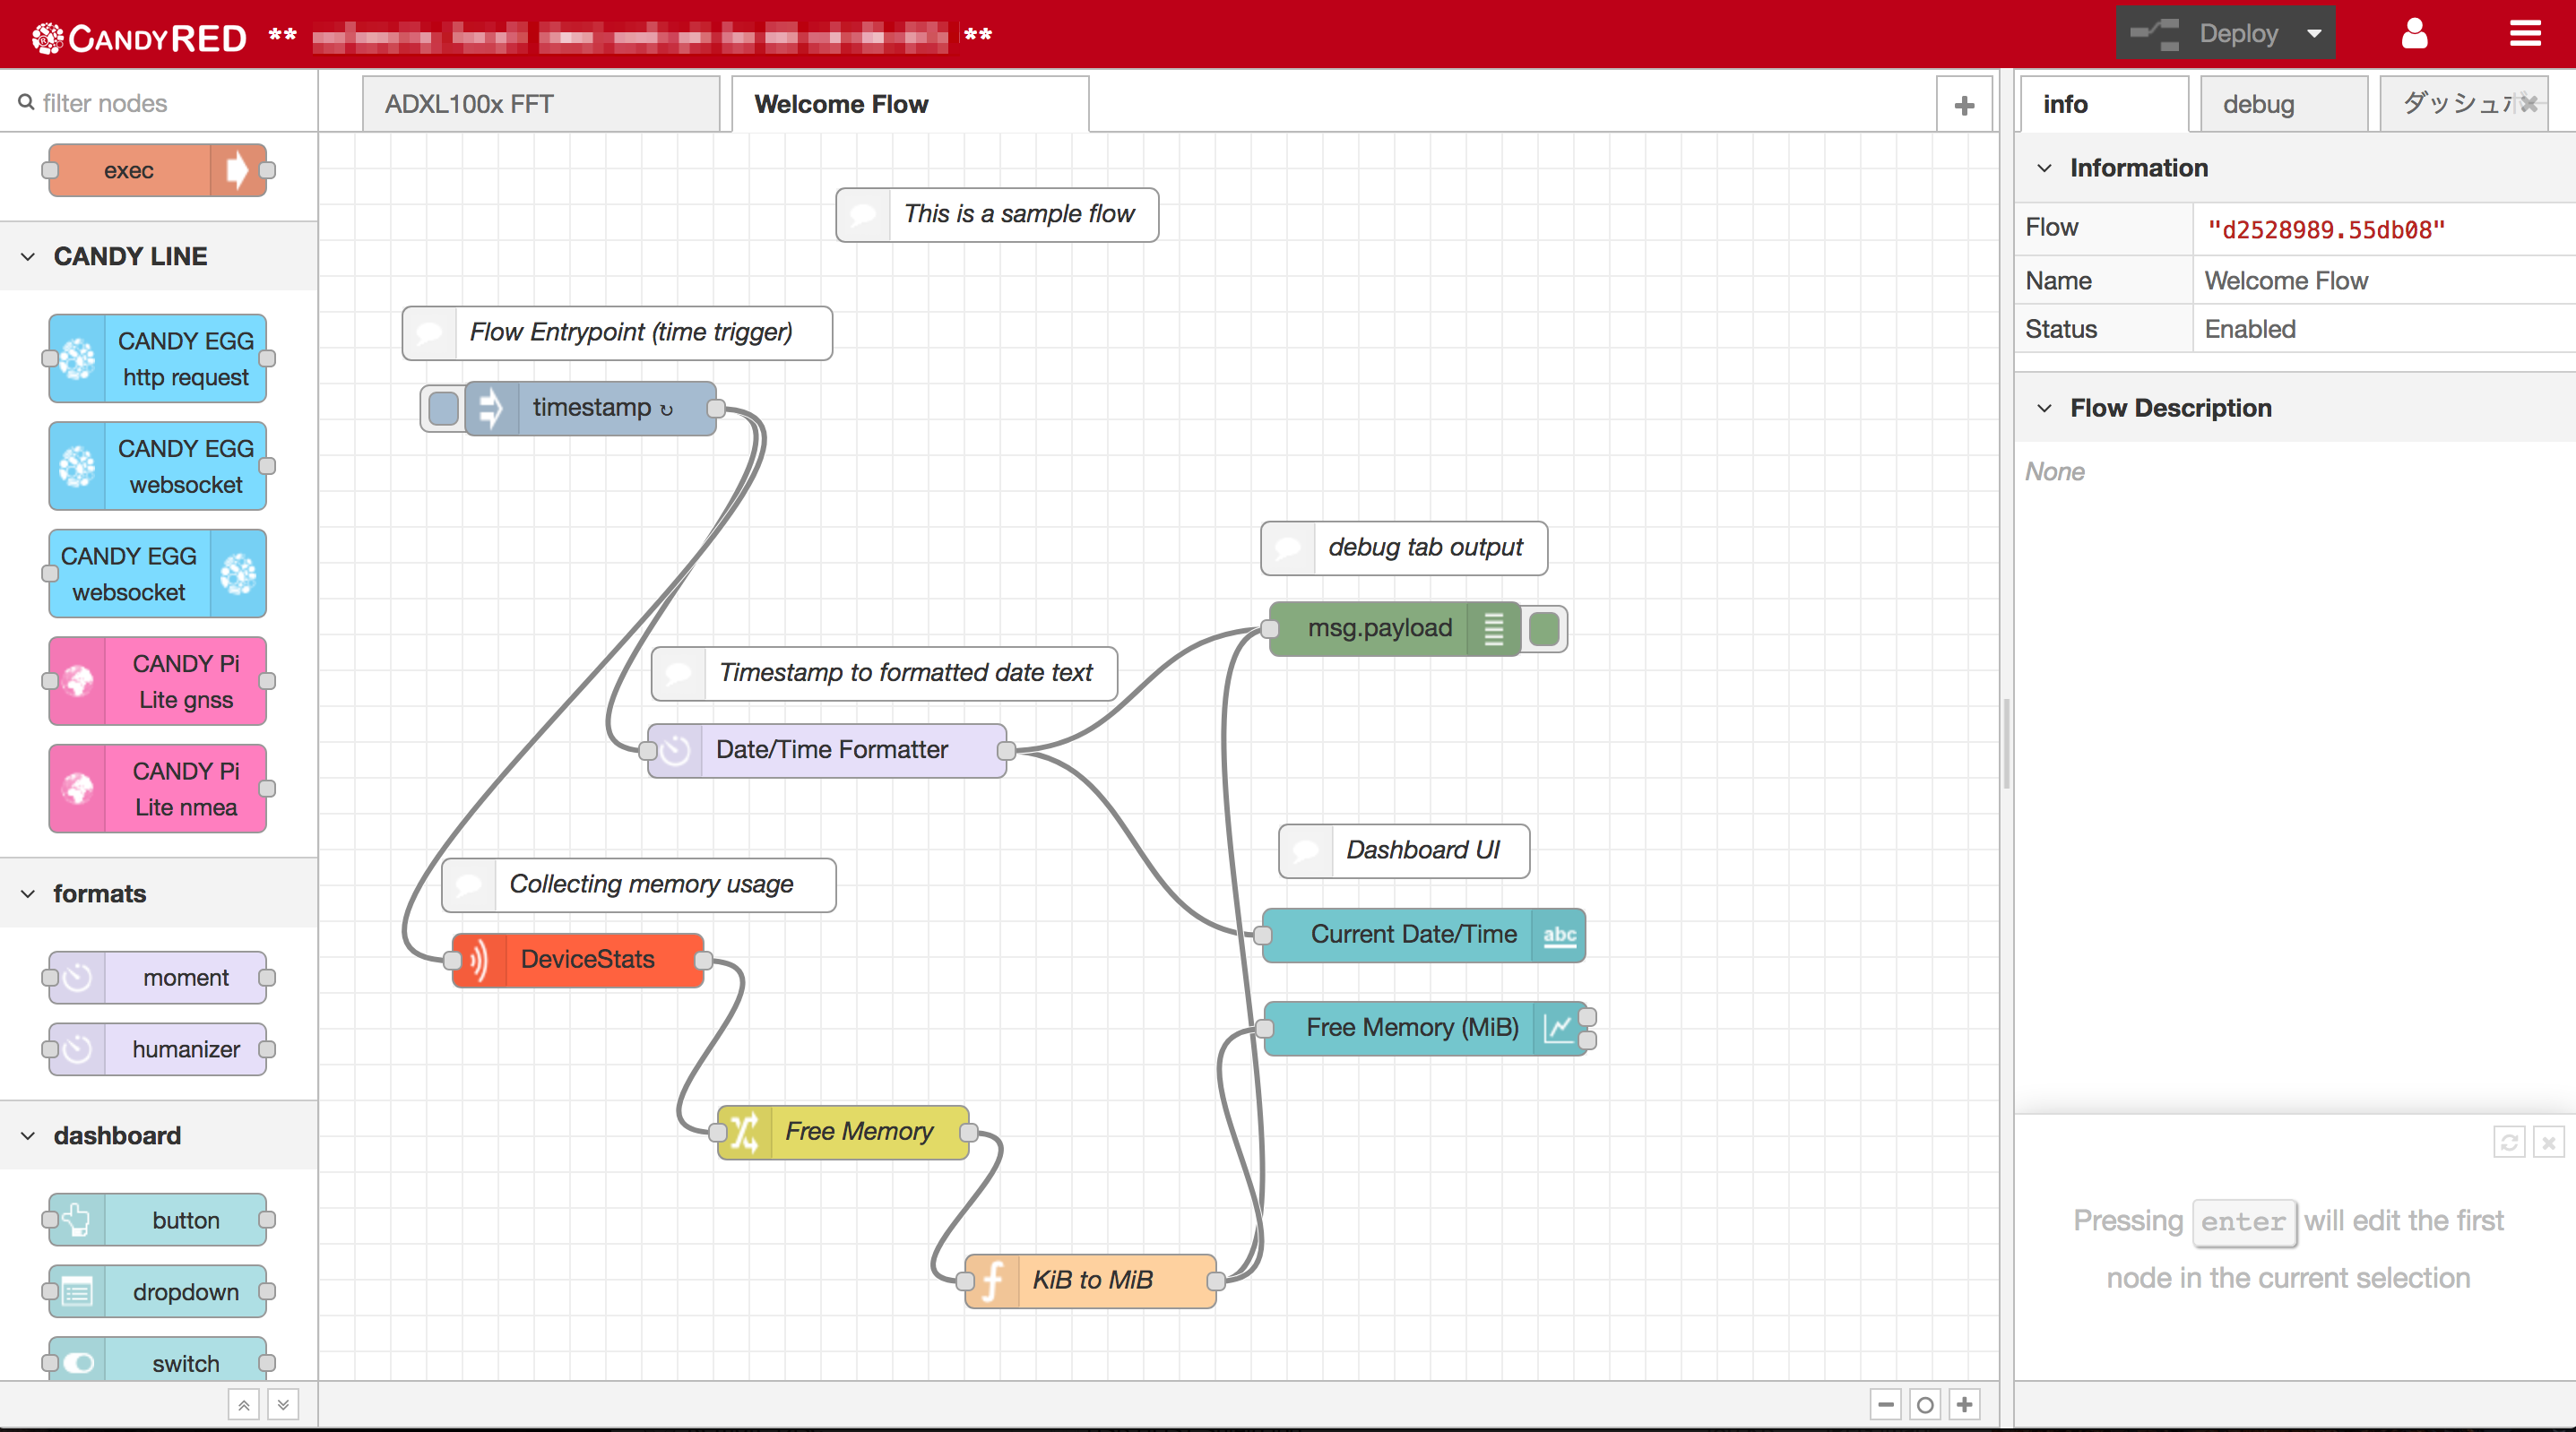 CANDY RED ** **
Deploy
filter nodes
ADXL100x FFT
Welcome Flow
info
debug
exec
CANDY LINE
CANDY EGG
http request
CANDY EGG
websocket
CANDY EGG
websocket
CANDY Pi
Lite gnss
CANDY Pi
Lite nmea
formats
moment
humanizer
dashboard
button
dropdown
switch
This is a sample flow
Flow Entrypoint (time trigger)
timestamp ↻
debug tab output
msg.payload
Timestamp to formatted date text
Date/Time Formatter
Dashboard UI
Collecting memory usage
Current Date/Time
abc
DeviceStats
Free Memory (MiB)
Free Memory
KiB to MiB
Information
Flow "d2528989.55db08"
Name Welcome Flow
Status Enabled
Flow Description
None
Pressing enter will edit the first
node in the current selection